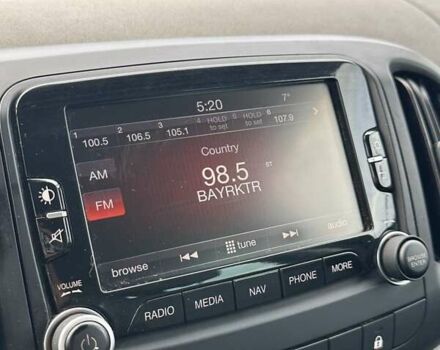 5:20 7°
1 100.5 2 106.5 3 105.1 4 HOLD to set 5 HOLD to set 6 107.9
Country
AM
98.5 ST
FM
BAYRKTR
browse tune audio
VOLUME
RADIO MEDIA NAV PHONE MORE
BROWSE ENTER